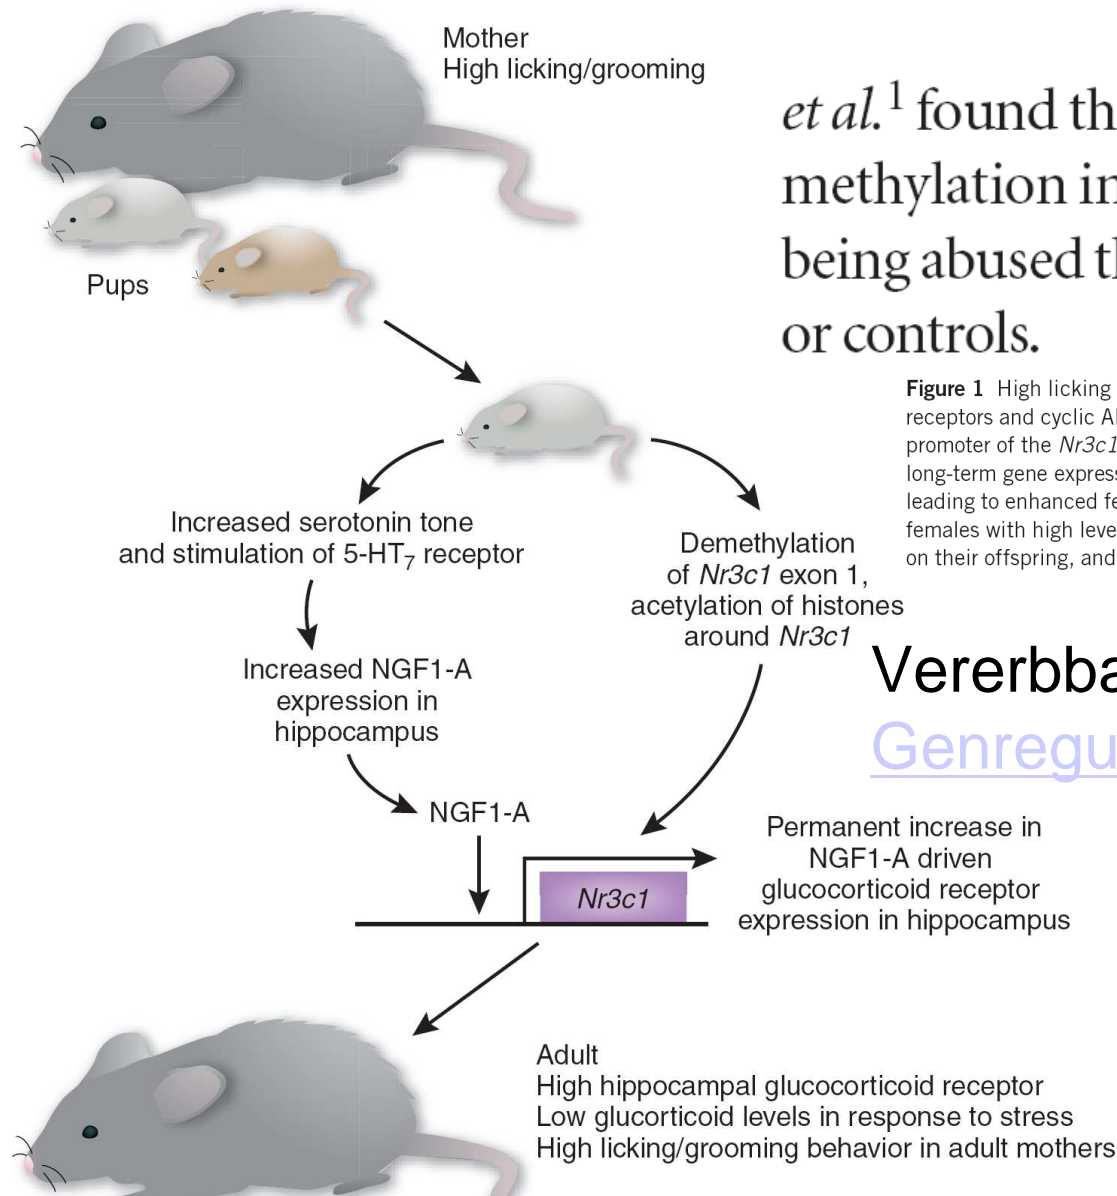 Mother
High licking/grooming
et al.¹ found th
methylation in
being abused th
or controls.
Pups
Figure 1 High licking
receptors and cyclic A
promoter of the Nr3c1
long-term gene express
leading to enhanced fe
females with high leve
on their offspring, and
Increased serotonin tone
and stimulation of 5-HT₇ receptor
Demethylation
of Nr3c1 exon 1,
acetylation of histones
around Nr3c1
Increased NGF1-A
expression in
hippocampus
Vererbba
Genregu
NGF1-A
Nr3c1
Permanent increase in
NGF1-A driven
glucocorticoid receptor
expression in hippocampus
Adult
High hippocampal glucocorticoid receptor
Low glucorticoid levels in response to stress
High licking/grooming behavior in adult mothers